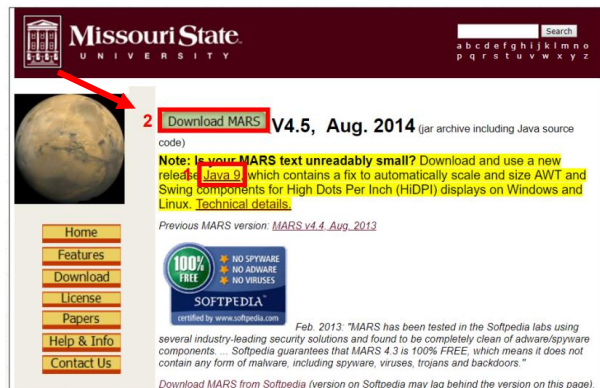 Missouri State.
UNIVERSITY
Search
a b c d e f g h i j k l m n o
p q r s t u v w x y z
2 Download MARS V4.5, Aug. 2014 (jar archive including Java source
code)
Note: Is your MARS text unreadably small? Download and use a new
release Java 9, which contains a fix to automatically scale and size AWT and
Swing components for High Dots Per Inch (HiDPI) displays on Windows and
Linux. Technical details.
1
Previous MARS version: MARS v4.4, Aug. 2013
Home
Features
Download
License
Papers
Help & Info
Contact Us
100%
FREE
NO SPYWARE
NO ADWARE
NO VIRUSES
SOFTPEDIA
certified by www.softpedia.com
Feb. 2013: "MARS has been tested in the Softpedia labs using
several industry-leading security solutions and found to be completely clean of adware/spyware
components. ... Softpedia guarantees that MARS 4.3 is 100% FREE, which means it does not
contain any form of malware, including spyware, viruses, trojans and backdoors."
Download MARS from Softpedia (version on Softpedia may lag behind the version on this page).